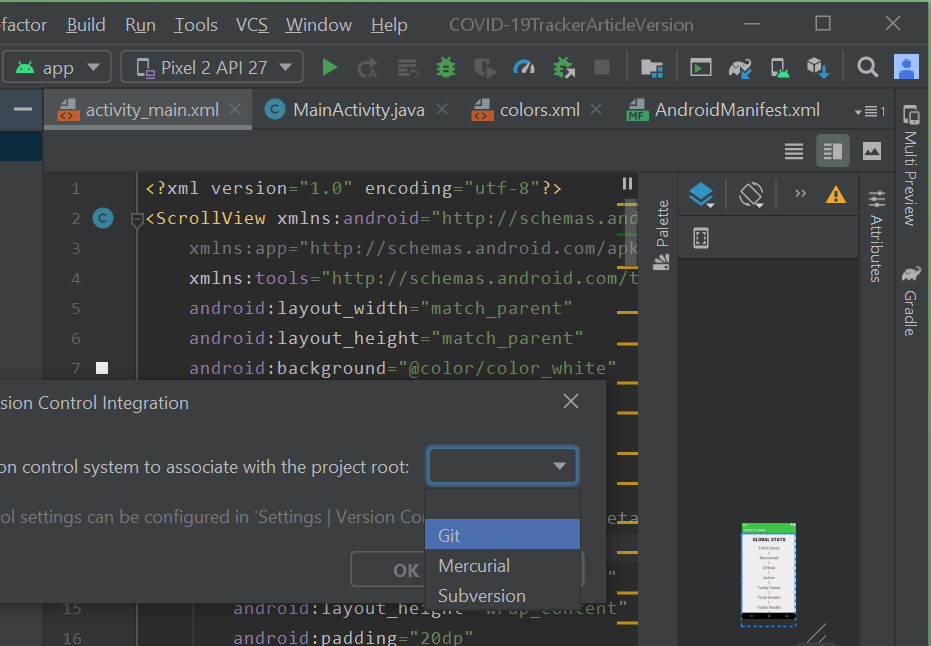 efactor Build Run Tools VCS Window Help COVID-19TrackerArticleVersion
app Pixel 2 API 27
activity_main.xml MainActivity.java colors.xml AndroidManifest.xml 1
1 <?xml version="1.0" encoding="utf-8"?>
2 <ScrollView xmlns:android="http://schemas.and
3 xmlns:app="http://schemas.android.com/apk
4 xmlns:tools="http://schemas.android.com/t
5 android:layout_width="match_parent"
6 android:layout_height="match_parent"
7 android:background="@color/color_white"
sion Control Integration
on control system to associate with the project root:
ol settings can be configured in 'Settings | Version Co
eta
Git
OK
Mercurial
Subversion
15 android:layout_height="wrap_content"
16 android:padding="20dp"
Palette
Multi Preview
Attributes
Gradle
GLOBAL STATS
Total Cases
Recovered
Critical
Active
Today Cases
Total Deaths
Today Deaths